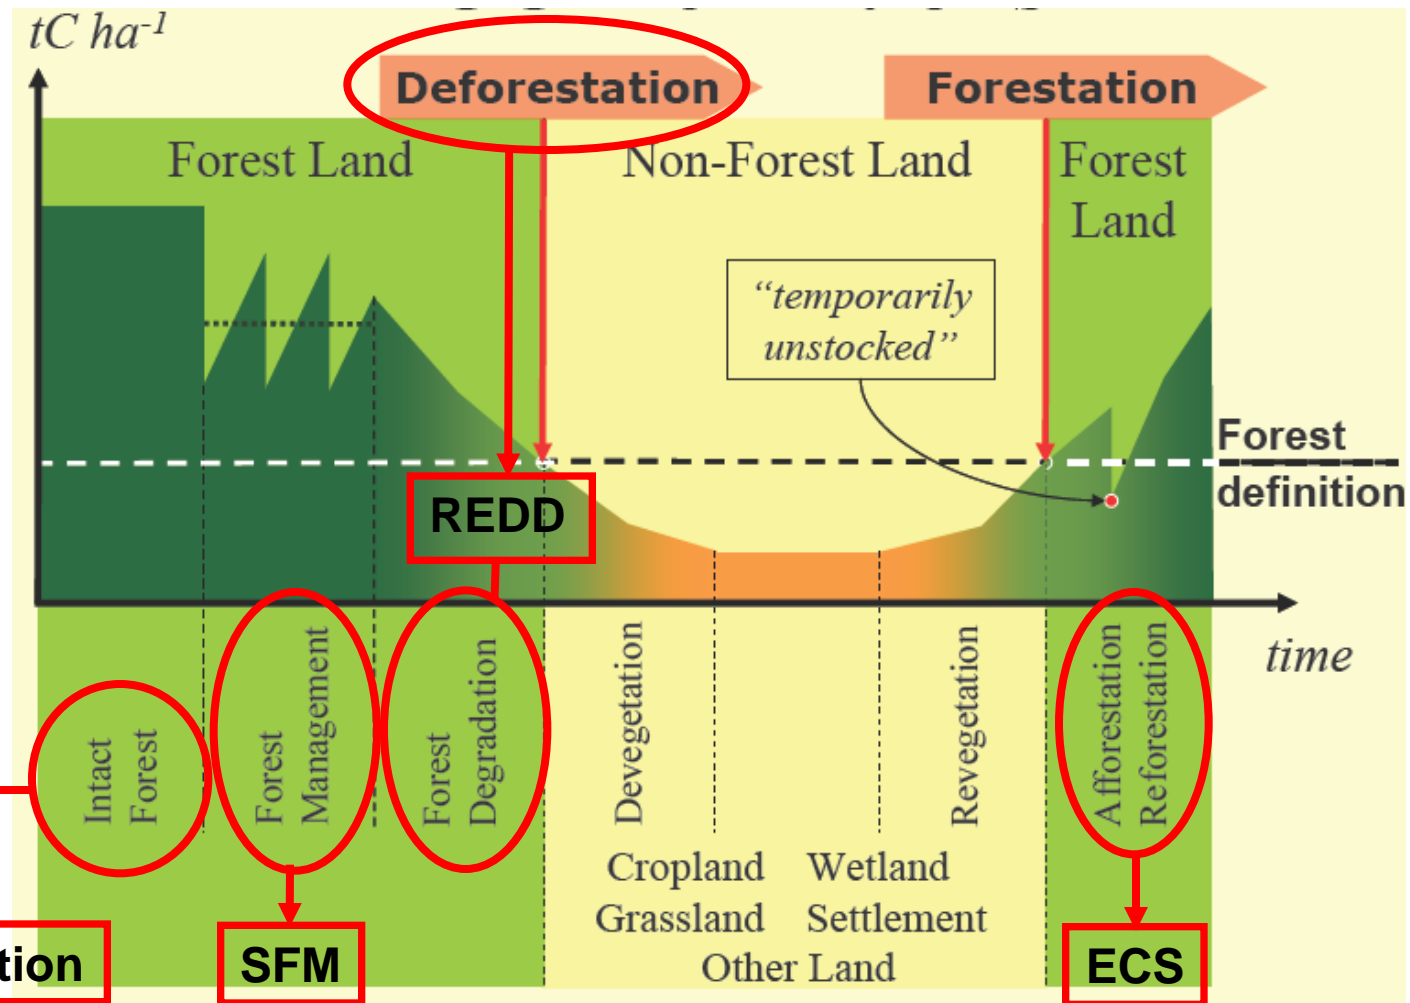 tC ha-1
Deforestation
Forestation
Forest Land
Non-Forest Land
Forest
Land
“temporarily
unstocked”
Forest
definition
REDD
time
Intact
Forest
Forest
Management
Forest
Degradation
Devegetation
Revegetation
Afforestation
Reforestation
Cropland
Wetland
Grassland
Settlement
Other Land
tion
SFM
ECS